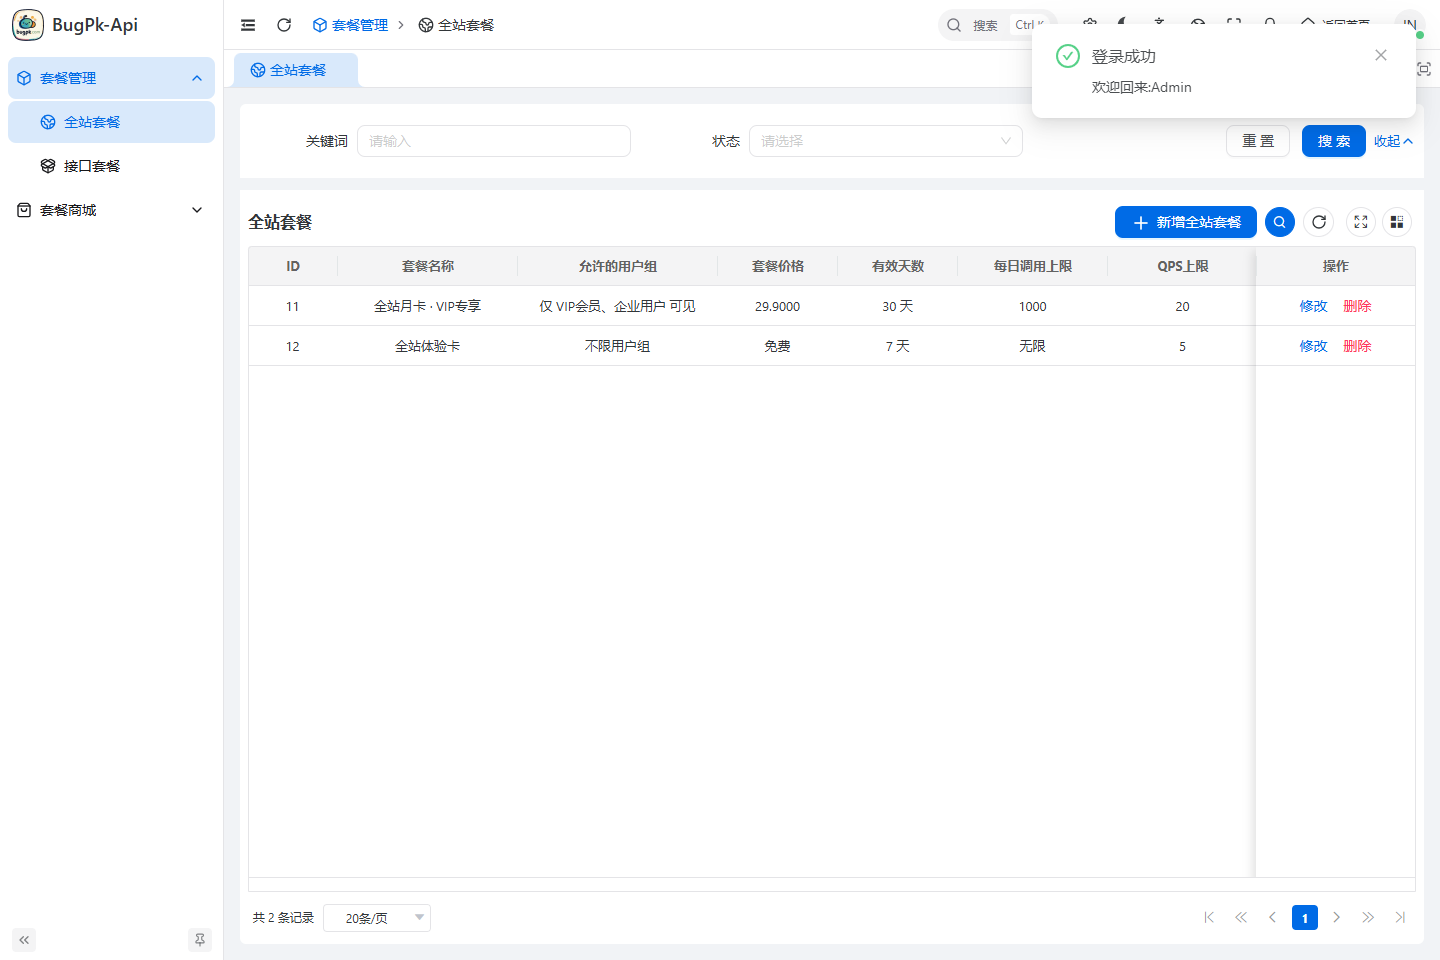 BugPk-Api
套餐管理
全站套餐
接口套餐
套餐商城
套餐管理
全站套餐
搜索
Ctrl
登录成功
欢迎回来:Admin
全站套餐
关键词
请输入
状态
请选择
重 置
搜 索
收起
全站套餐
新增全站套餐
ID 套餐名称 允许的用户组 套餐价格 有效天数 每日调用上限 QPS上限 操作
11 全站月卡 · VIP专享 仅 VIP会员、企业用户 可见 29.9000 30 天 1000 20 修改 删除
12 全站体验卡 不限用户组 免费 7 天 无限 5 修改 删除
共 2 条记录
20条/页
1